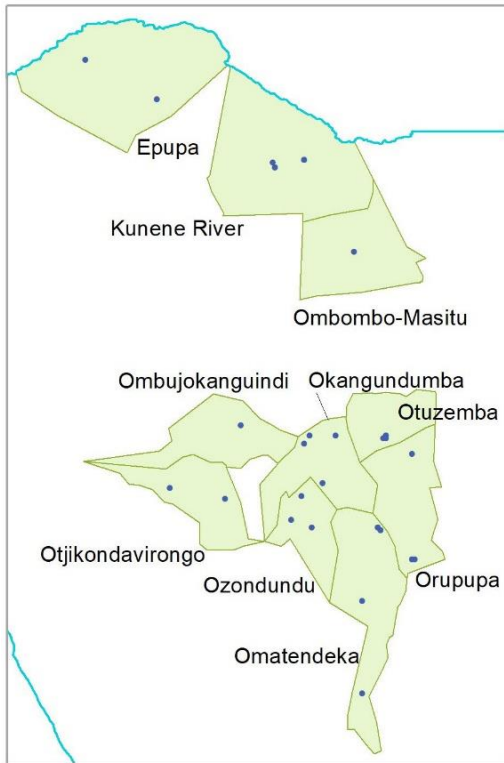 Epupa
Kunene River
Ombombo-Masitu
Ombujokanguindi
Okangundumba
Otuzemba
Otjikondavirongo
Ozondundu
Orupupa
Omatendeka